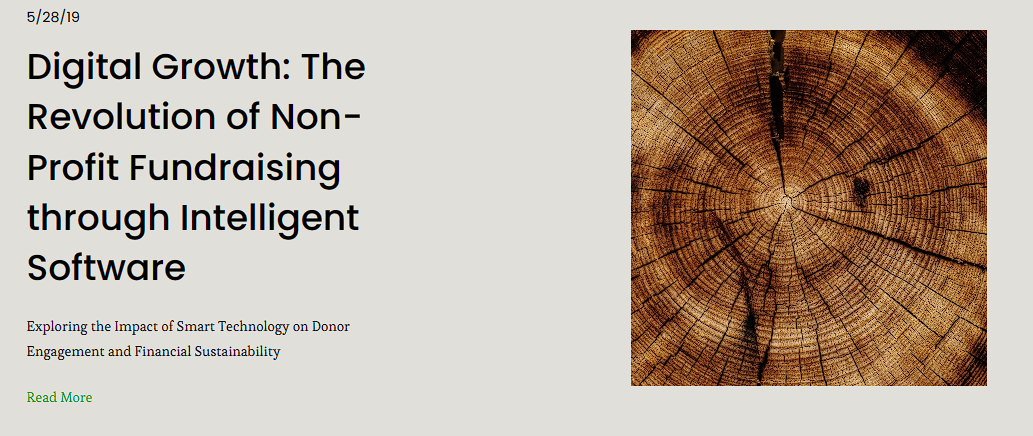 5/28/19
Digital Growth: The
Revolution of Non-
Profit Fundraising
through Intelligent
Software
Exploring the Impact of Smart Technology on Donor
Engagement and Financial Sustainability
Read More